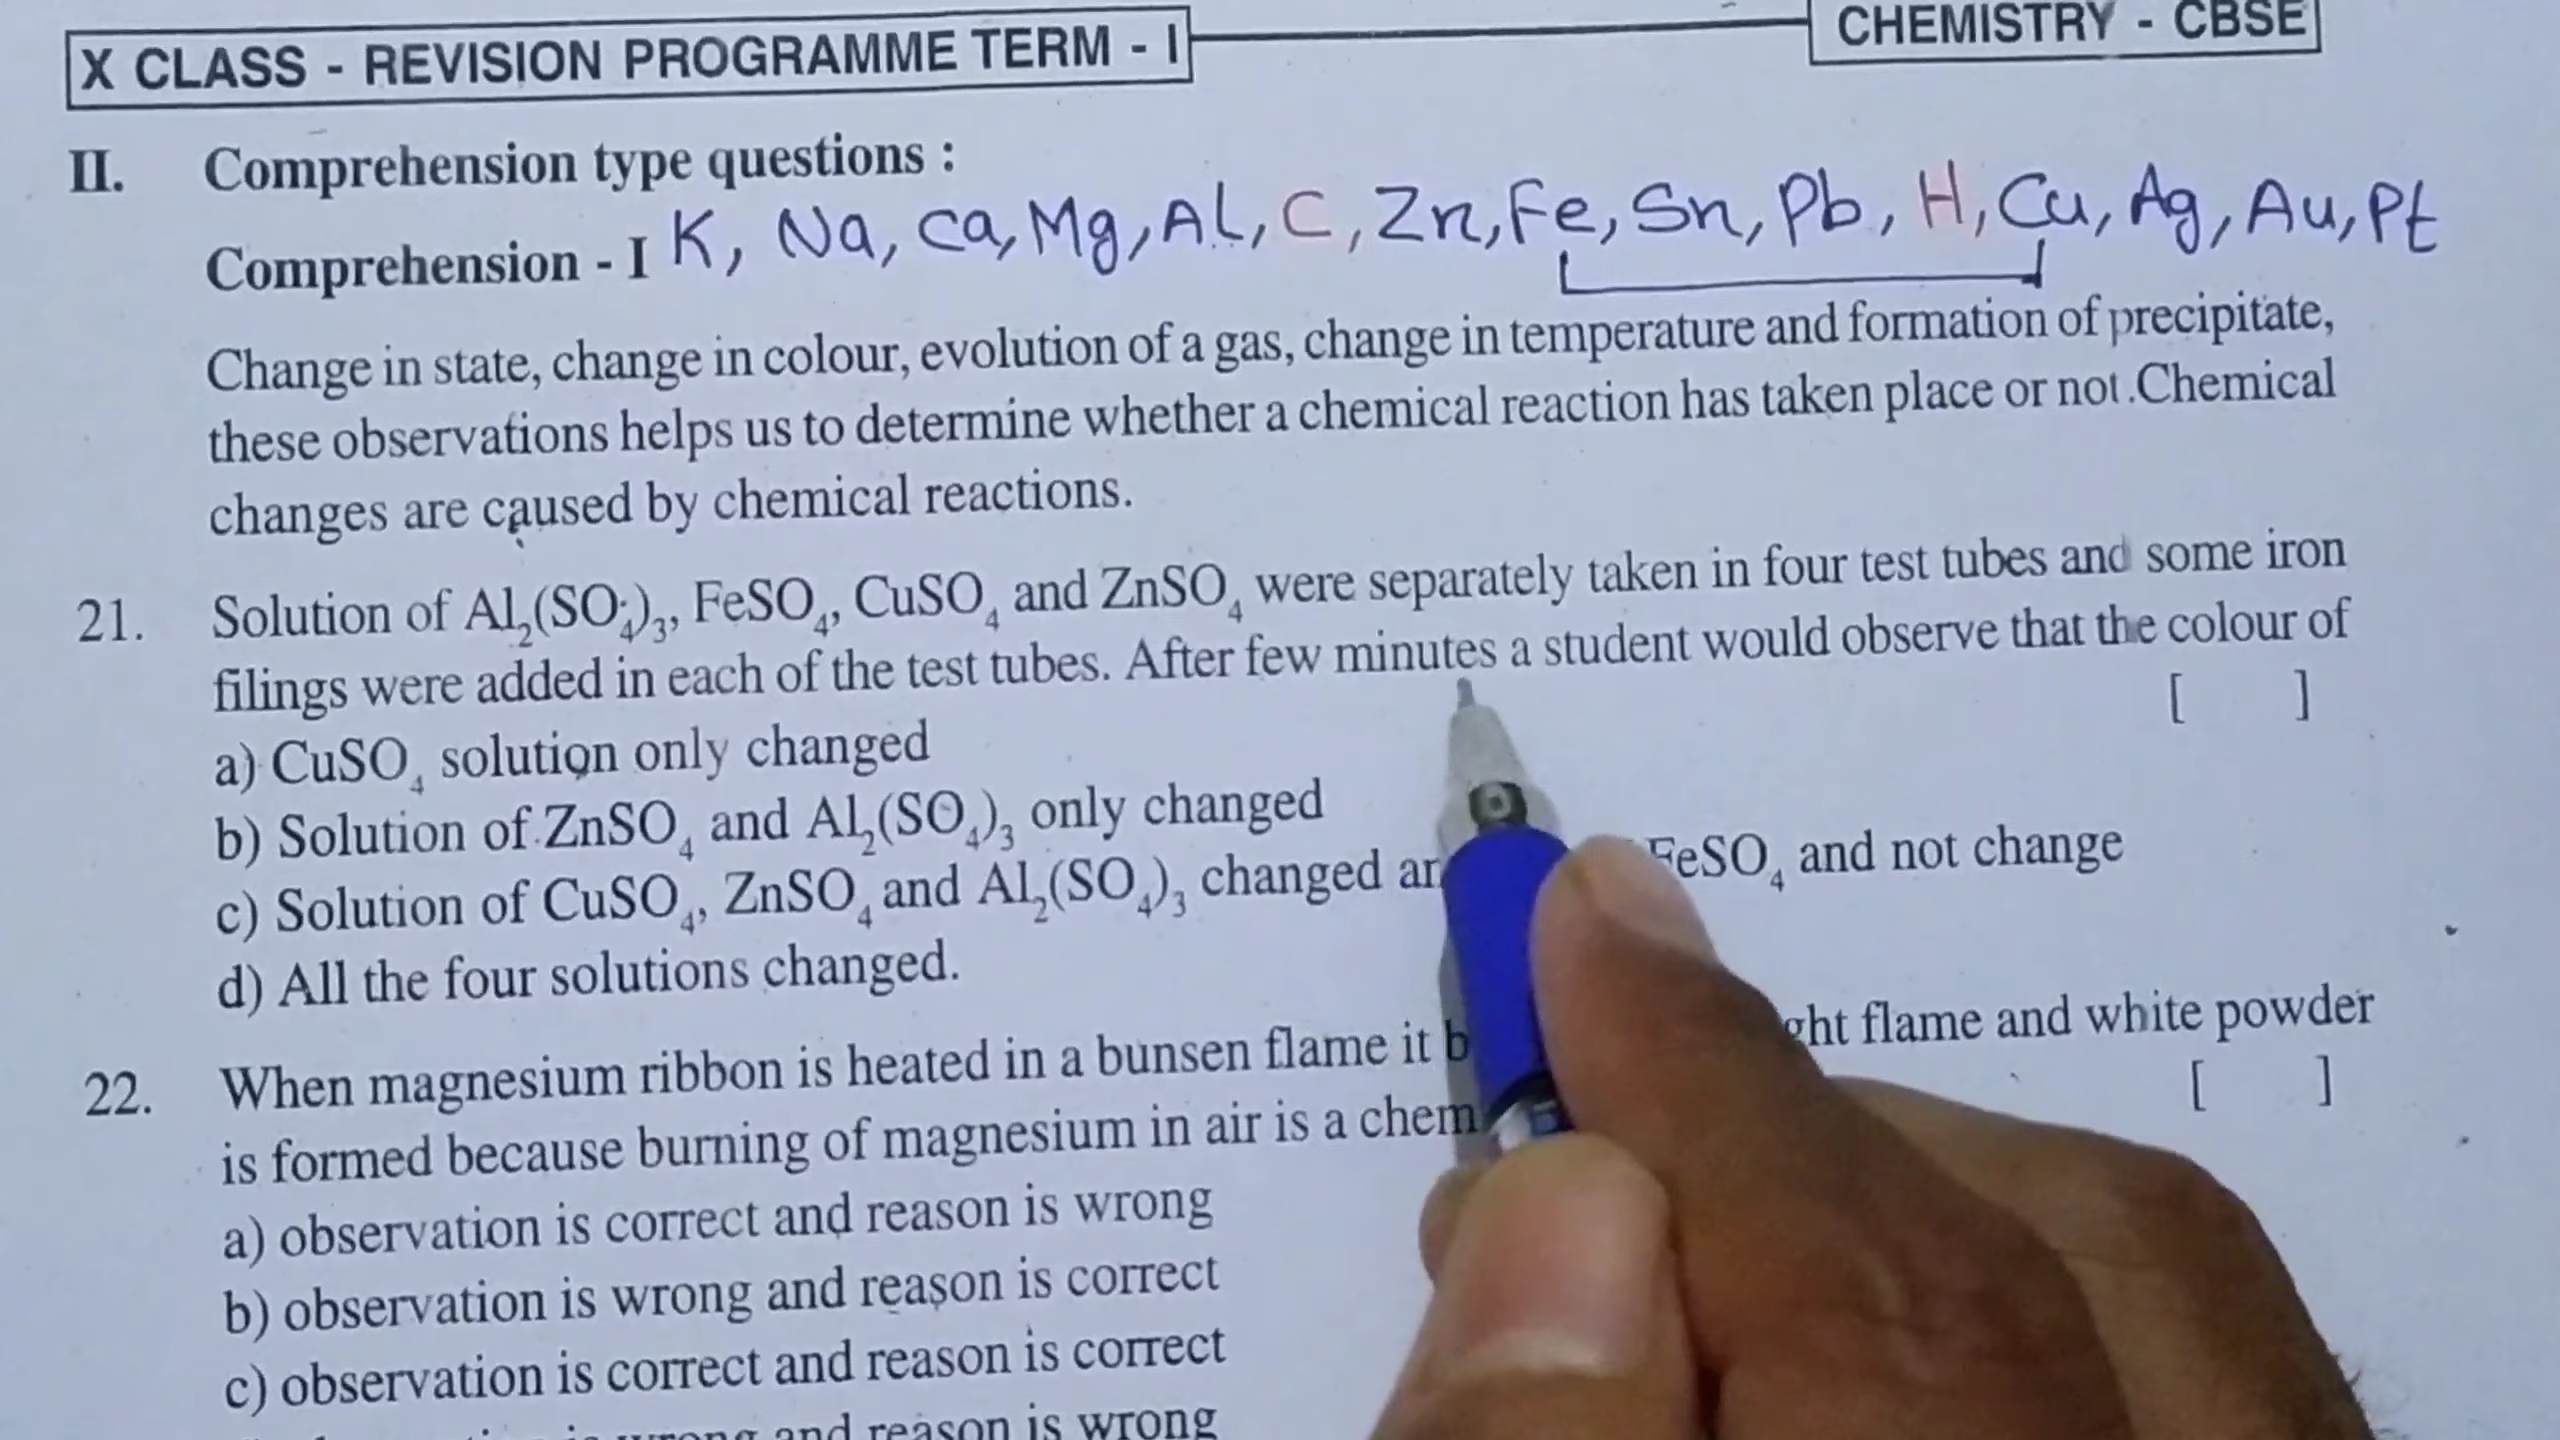 X CLASS - REVISION PROGRAMME TERM - I
CHEMISTRY - CBSE
II. Comprehension type questions :
K, Na, Ca, Mg, Al, C, Zn, Fe, Sn, Pb, H, Cu, Ag, Au, Pt
Comprehension - I
Change in state, change in colour, evolution of a gas, change in temperature and formation of precipitate,
these observations helps us to determine whether a chemical reaction has taken place or not .Chemical
changes are caused by chemical reactions.
21. Solution of Al₂(SO₄)₃, FeSO₄, CuSO₄ and ZnSO₄ were separately taken in four test tubes and some iron
filings were added in each of the test tubes. After few minutes a student would observe that the colour of
[ ]
a) CuSO₄ solution only changed
b) Solution of ZnSO₄ and Al₂(SO₄)₃ only changed
c) Solution of CuSO₄, ZnSO₄ and Al₂(SO₄)₃ changed FeSO₄ and not change
d) All the four solutions changed.
22. When magnesium ribbon is heated in a bunsen flame it flame and white powder
is formed because burning of magnesium in air is a [ ]
a) observation is correct and reason is wrong
b) observation is wrong and reason is correct
c) observation is correct and reason is correct
wrong and reason is wrong